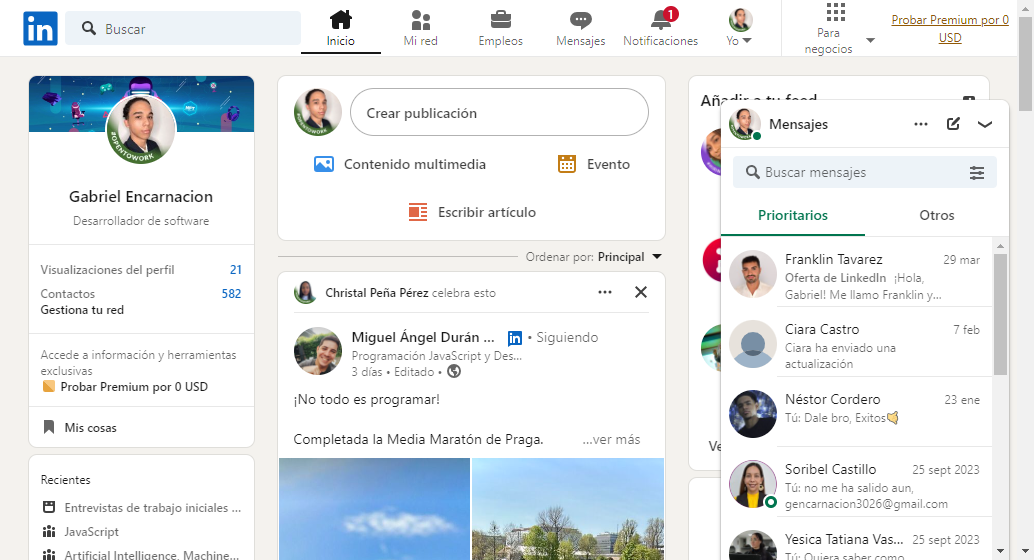 in
Buscar
Inicio
Mi red
Empleos
Mensajes
1
Notificaciones
Yo
Para
negocios
Probar Premium por 0
USD
#OPENTOWORK
Gabriel Encarnacion
Desarrollador de software
Visualizaciones del perfil 21
Contactos 582
Gestiona tu red
Accede a información y herramientas
exclusivas
Probar Premium por 0 USD
Mis cosas
Recientes
Entrevistas de trabajo iniciales ...
JavaScript
Artificial Intelligence, Machine...
Crear publicación
Contenido multimedia
Evento
Escribir artículo
Ordenar por: Principal
Christal Peña Pérez celebra esto
Miguel Ángel Durán ... in • Siguiendo
Programación JavaScript y Des...
3 días • Editado •
¡No todo es programar!
Completada la Media Maratón de Praga.
...ver más
Añadir a tu feed
Ve
Mensajes
Buscar mensajes
Prioritarios
Otros
Franklin Tavarez 29 mar
Oferta de LinkedIn ¡Hola,
Gabriel! Me llamo Franklin y...
Ciara Castro 7 feb
Ciara ha enviado una
actualización
Néstor Cordero 23 ene
Tú: Dale bro, Exitos
Soribel Castillo 25 sept 2023
Tú: no me ha salido aun,
gencarnacion3026@gmail.com
Yesica Tatiana Vas... 25 sept 2023
Tú: Quiera saber como